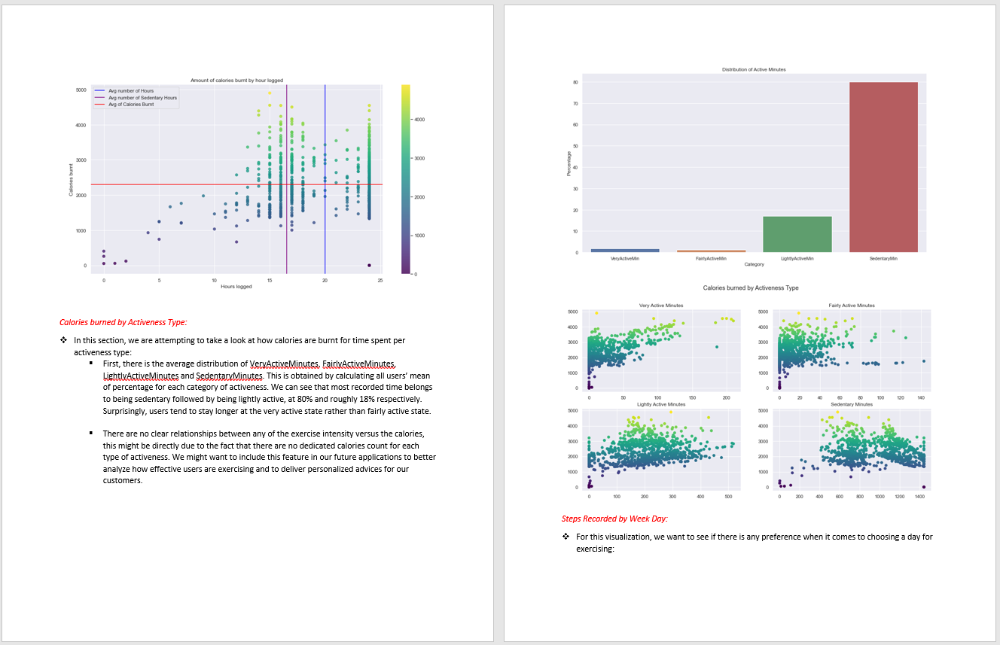 Amount of calories burnt by hour logged
Avg number of Hours
Avg number of Sedentary Hours
Avg of Calories Burnt
5000
4000
3000
2000
1000
0
Calories burnt
0 5 10 15 20 25
Hours logged
4000
3000
2000
1000
0
Calories burned by Activeness Type:
❖ In this section, we are attempting to take a look at how calories are burnt for time spent per
activeness type:
▪ First, there is the average distribution of VeryActiveMinutes, FairlyActiveMinutes,
LightlyActiveMinutes and SedentaryMinutes. This is obtained by calculating all users’ mean
of percentage for each category of activeness. We can see that most recorded time belongs
to being sedentary followed by being lightly active, at 80% and roughly 18% respectively.
Surprisingly, users tend to stay longer at the very active state rather than fairly active state.
▪ There are no clear relationships between any of the exercise intensity versus the calories,
this might be directly due to the fact that there are no dedicated calories count for each
type of activeness. We might want to include this feature in our future applications to better
analyze how effective users are exercising and to deliver personalized advices for our
customers.
Distribution of Active Minutes
80
70
60
50
40
30
20
10
0
Percentage
VeryActiveMin FairlyActiveMin LightlyActiveMin SedentaryMin
Category
Calories burned by Activeness Type
Very Active Minutes
5000
4000
3000
2000
1000
0
0 50 100 150 200
Fairly Active Minutes
5000
4000
3000
2000
1000
0
0 20 40 60 80 100 120 140
Lightly Active Minutes
5000
4000
3000
2000
1000
0
0 100 200 300 400 500
Sedentary Minutes
5000
4000
3000
2000
1000
0
0 200 400 600 800 1000 1200 1400
Steps Recorded by Week Day:
❖ For this visualization, we want to see if there is any preference when it comes to choosing a day for
exercising: